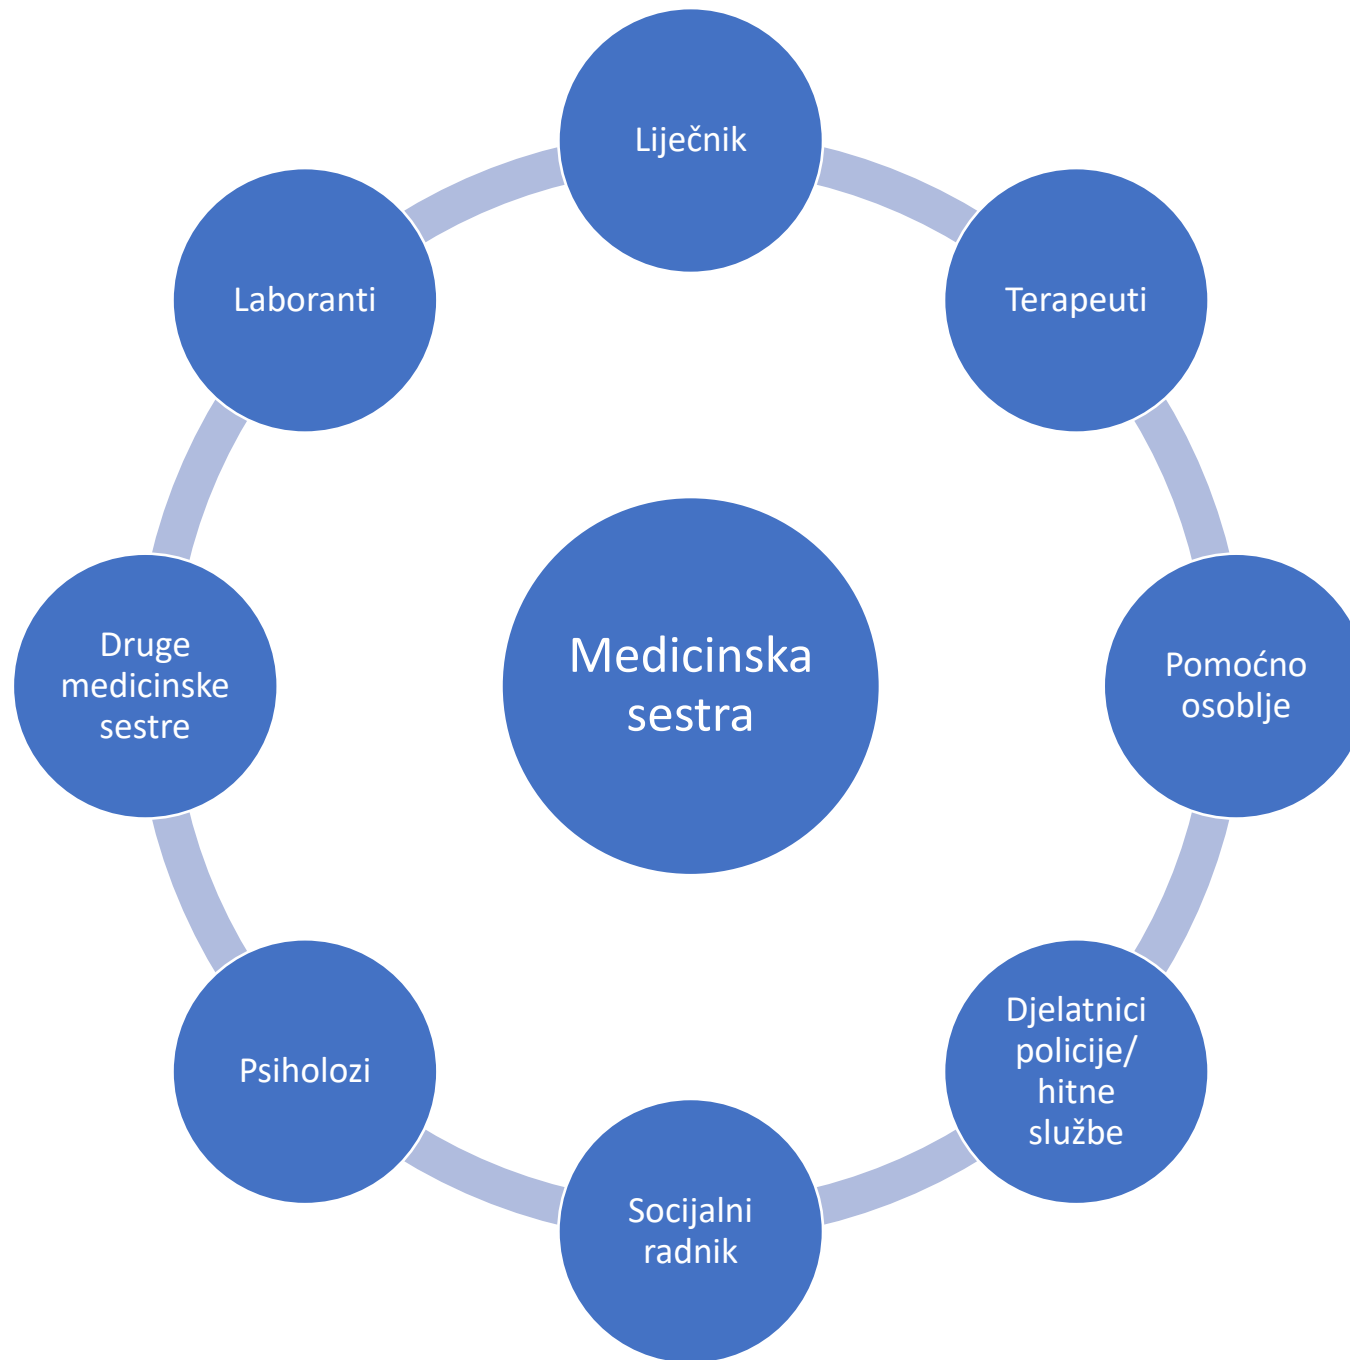 Liječnik
Laboranti
Terapeuti
Druge
medicinske
sestre
Medicinska
sestra
Pomoćno
osoblje
Psiholozi
Djelatnici
policije/
hitne
službe
Socijalni
radnik